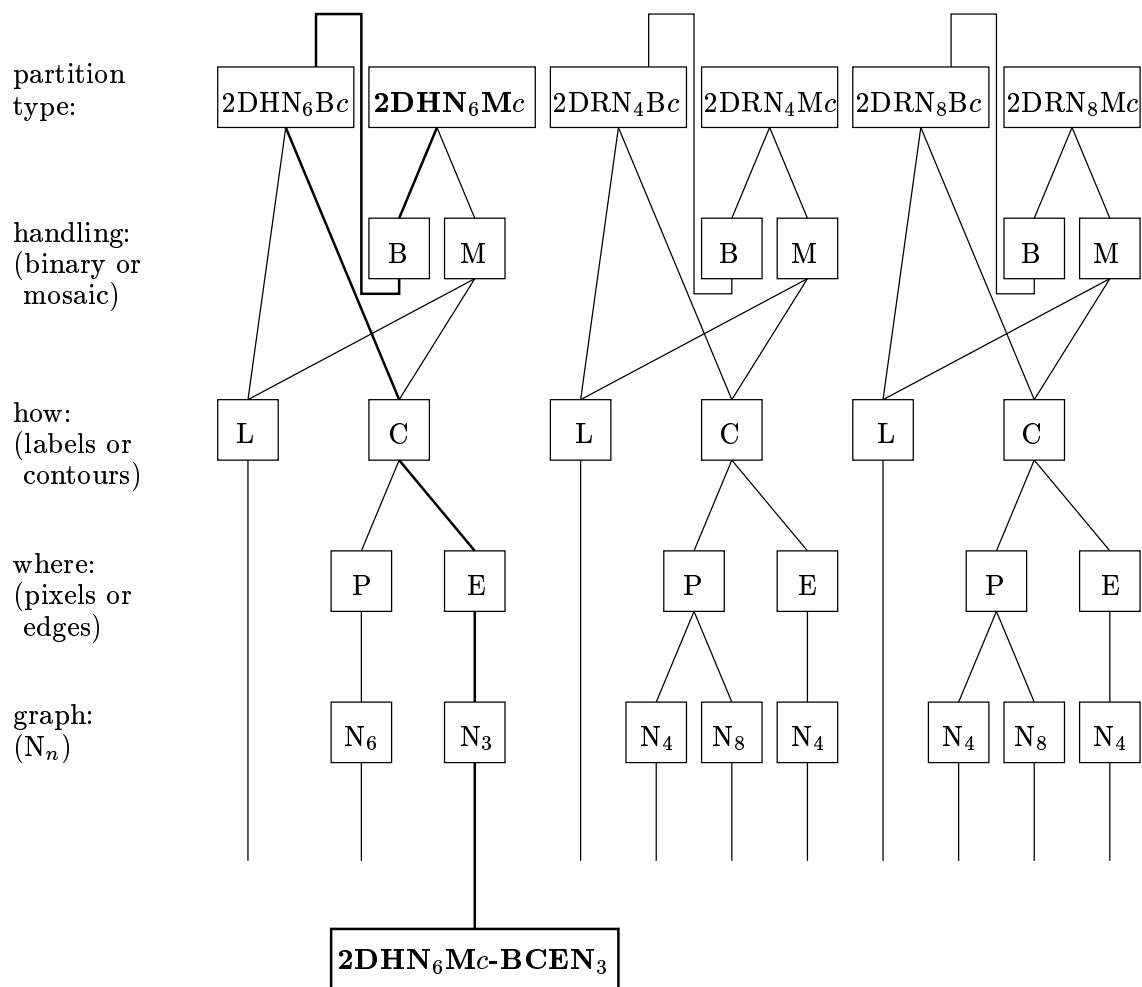 partition
type:
2DHN₆Bc 2DHN₆Mc 2DRN₄Bc 2DRN₄Mc 2DRN₈Bc 2DRN₈Mc
handling:
(binary or
mosaic)
B M B M B M
how:
(labels or
contours)
L C L C L C
where:
(pixels or
edges)
P E P E P E
graph:
(Nₙ)
N₆ N₃ N₄ N₈ N₄ N₄ N₈ N₄
2DHN₆Mc-BCEN₃